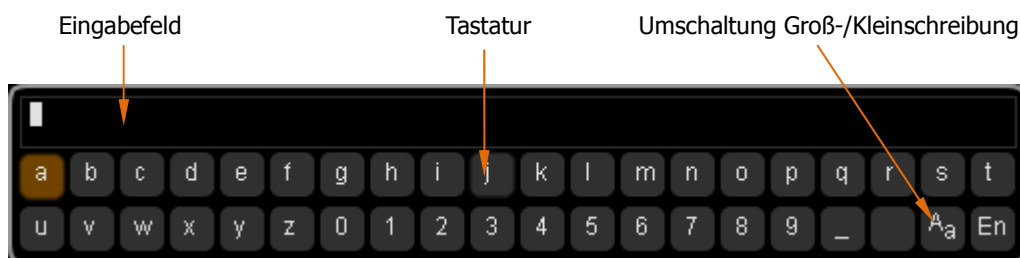 Eingabefeld Tastatur Umschaltung Groß-/Kleinschreibung
a b c d e f g h i j k l m n o p q r s t
u v w x y z 0 1 2 3 4 5 6 7 8 9 _ Aa En